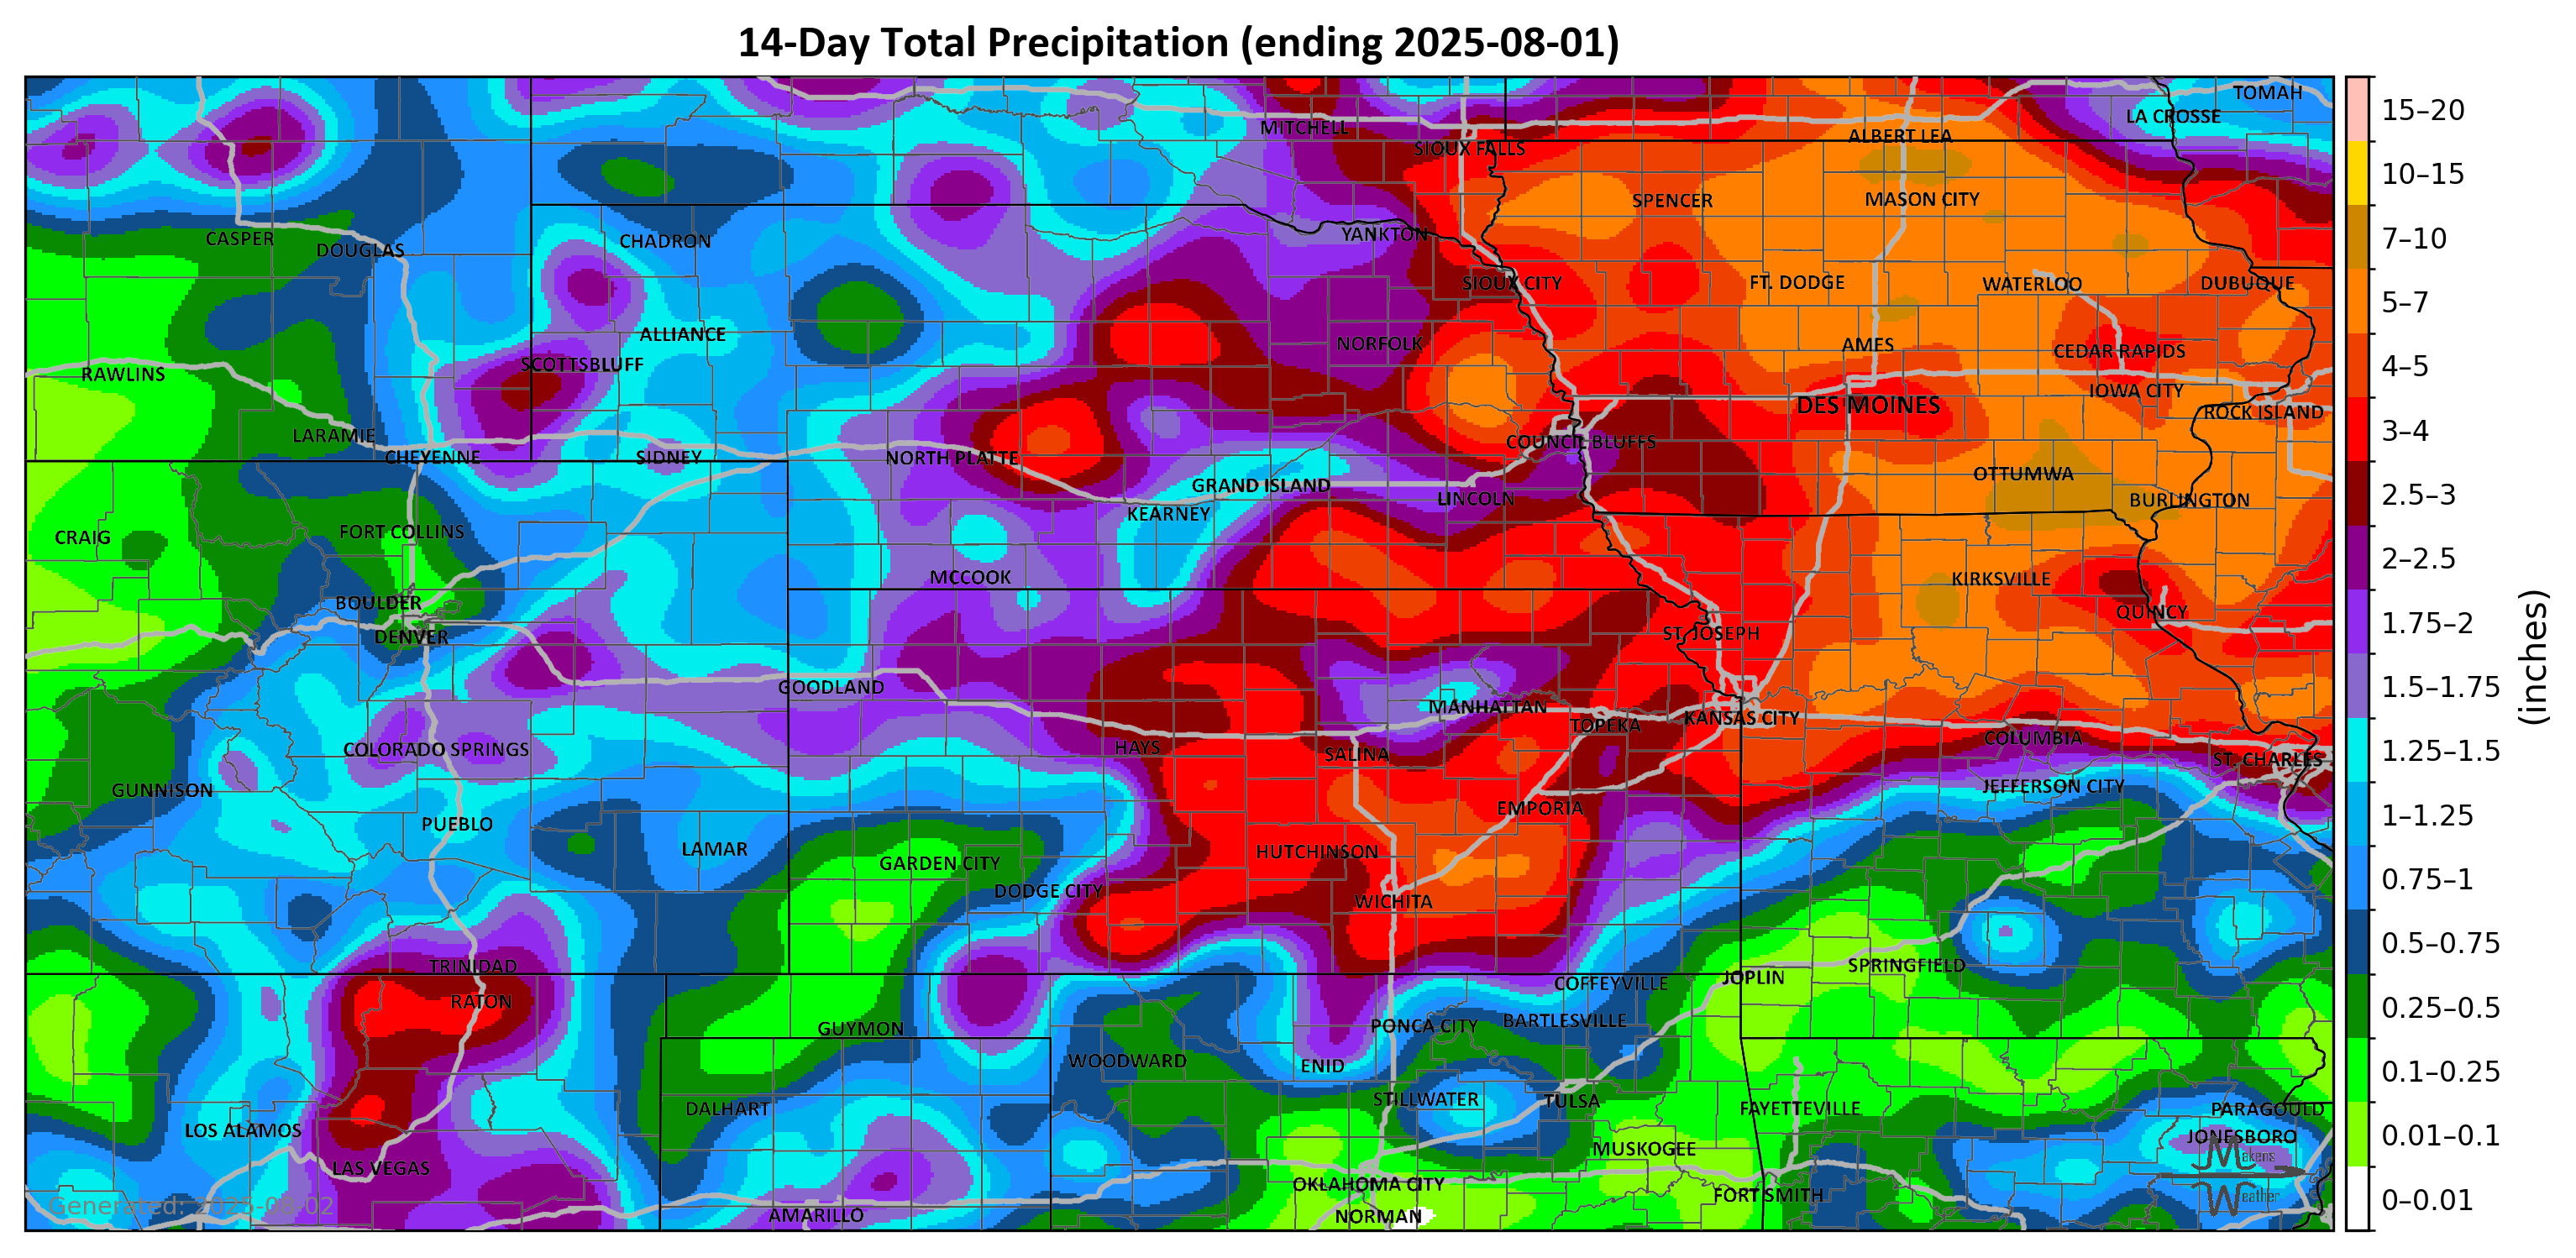 14-Day Total Precipitation (ending 2025-08-01)
TOMAH
LA CROSSE
MITCHELL
ALBERT LEA
SIOUX FALLS
SPENCER
MASON CITY
YANKTON
CASPER
CHADRON
DOUGLAS
SIOUX CITY
FT. DODGE
WATERLOO
DUBUQUE
ALLIANCE
NORFOLK
AMES
CEDAR RAPIDS
SCOTTSBLUFF
RAWLINS
IOWA CITY
DES MOINES
ROCK ISLAND
LARAMIE
COUNCIL BLUFFS
CHEYENNE
SIDNEY
NORTH PLATTE
OTTUMWA
GRAND ISLAND
LINCOLN
BURLINGTON
KEARNEY
FORT COLLINS
CRAIG
MCCOOK
KIRKSVILLE
BOULDER
QUINCY
DENVER
ST. JOSEPH
GOODLAND
MANHATTAN
KANSAS CITY
TOPEKA
COLUMBIA
COLORADO SPRINGS
HAYS
SALINA
ST. CHARLES
GUNNISON
JEFFERSON CITY
EMPORIA
PUEBLO
LAMAR
HUTCHINSON
GARDEN CITY
DODGE CITY
WICHITA
TRINIDAD
SPRINGFIELD
JOPLIN
COFFEYVILLE
RATON
BARTLESVILLE
PONCA CITY
GUYMON
WOODWARD
ENID
STILLWATER
TULSA
DALHART
FAYETTEVILLE
PARAGOULD
LOS ALAMOS
JONESBORO
MUSKOGEE
LAS VEGAS
OKLAHOMA CITY
FORT SMITH
AMARILLO
NORMAN
Generated: 2025-08-02
Makens
Weather
15–20
10–15
7–10
5–7
4–5
3–4
2.5–3
2–2.5
1.75–2
1.5–1.75
1.25–1.5
1–1.25
0.75–1
0.5–0.75
0.25–0.5
0.1–0.25
0.01–0.1
0–0.01
(inches)